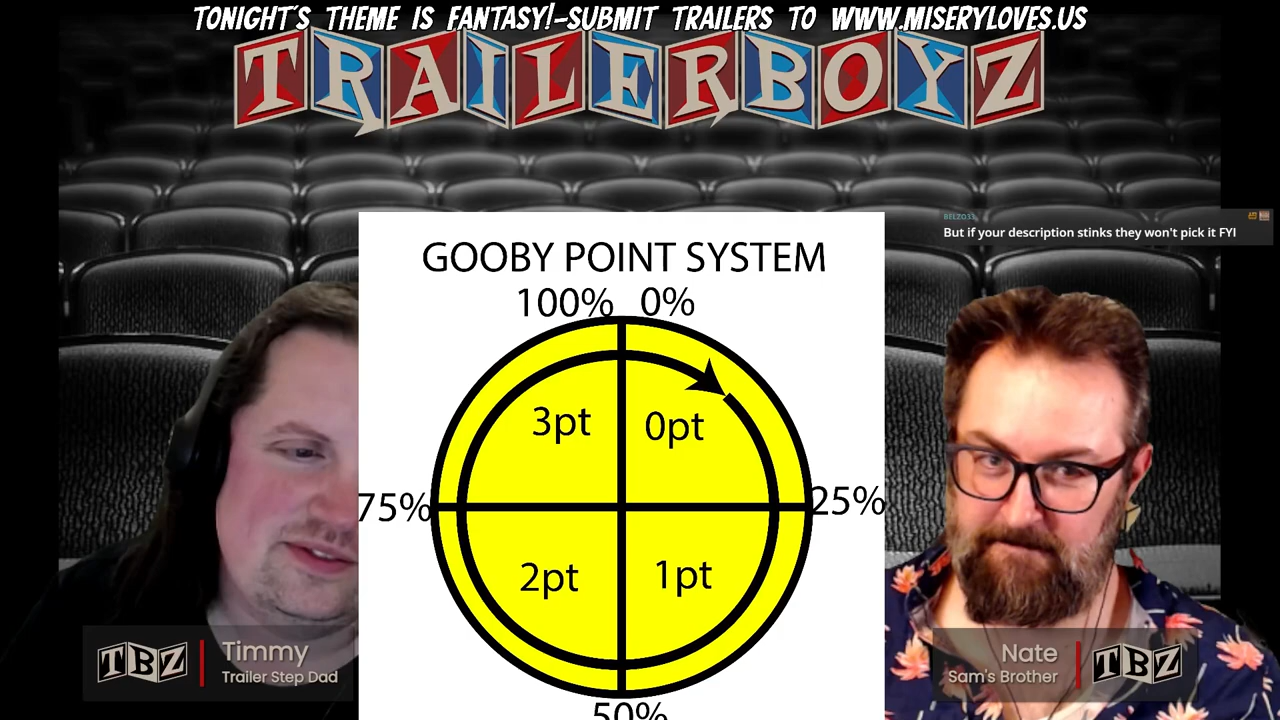 TONIGHT'S THEME IS FANTASY!-SUBMIT TRAILERS TO WWW.MISERYLOVES.US
TRAILERBOYZ
BELZO33
But if your description stinks they won't pick it FYI
GOOBY POINT SYSTEM
100% 0%
3pt 0pt
75% 25%
2pt 1pt
50%
TBZ
Timmy
Trailer Step Dad
Nate
Sam's Brother
TBZ